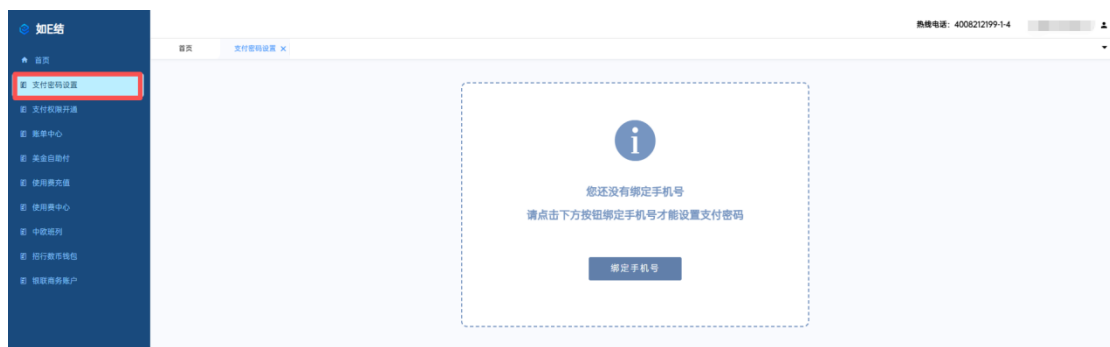 如E结
热线电话：4008212199-1-4
首页
支付密码设置 ×
首页
支付密码设置
支付权限开通
账单中心
美金自助付
使用费充值
使用费中心
中欧班列
招行数币钱包
银联商务账户
您还没有绑定手机号
请点击下方按钮绑定手机号才能设置支付密码
绑定手机号